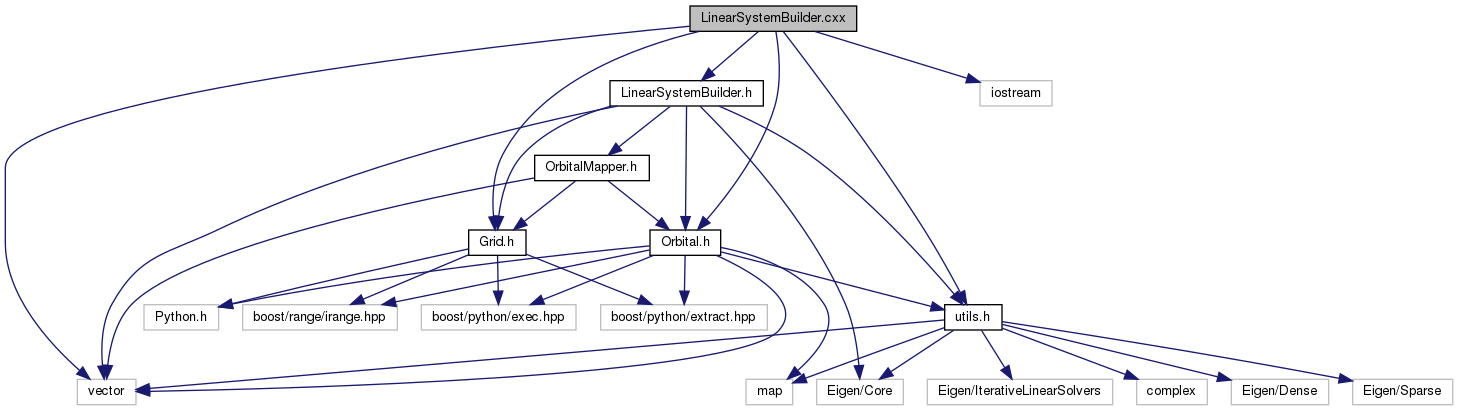 LinearSystemBuilder.cxx
LinearSystemBuilder.h
iostream
OrbitalMapper.h
Grid.h
Orbital.h
Python.h
boost/range/irange.hpp
boost/python/exec.hpp
boost/python/extract.hpp
utils.h
vector
map
Eigen/Core
Eigen/IterativeLinearSolvers
complex
Eigen/Dense
Eigen/Sparse